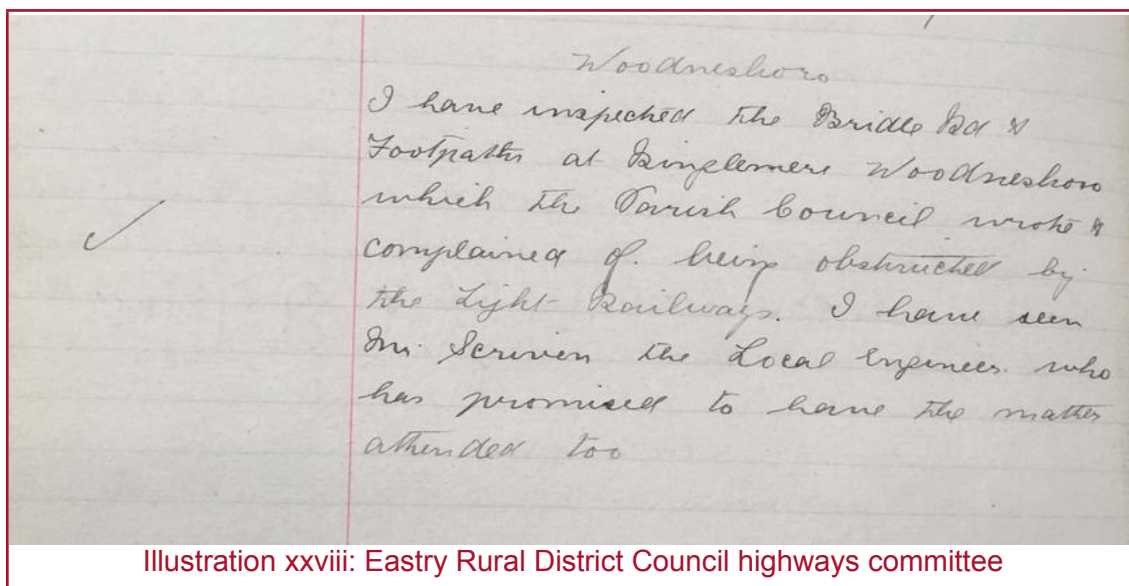 Woodnesboro
I have inspected the Bridle Rd &
Footpaths at Ringlemere Woodnesboro
which the Parish Council wrote &
complained of being obstructed by
the Light Railways. I have seen
Mr. Scriven the Local Engineer who
has promised to have the matter
attended too
Illustration xxviii: Eastry Rural District Council highways committee